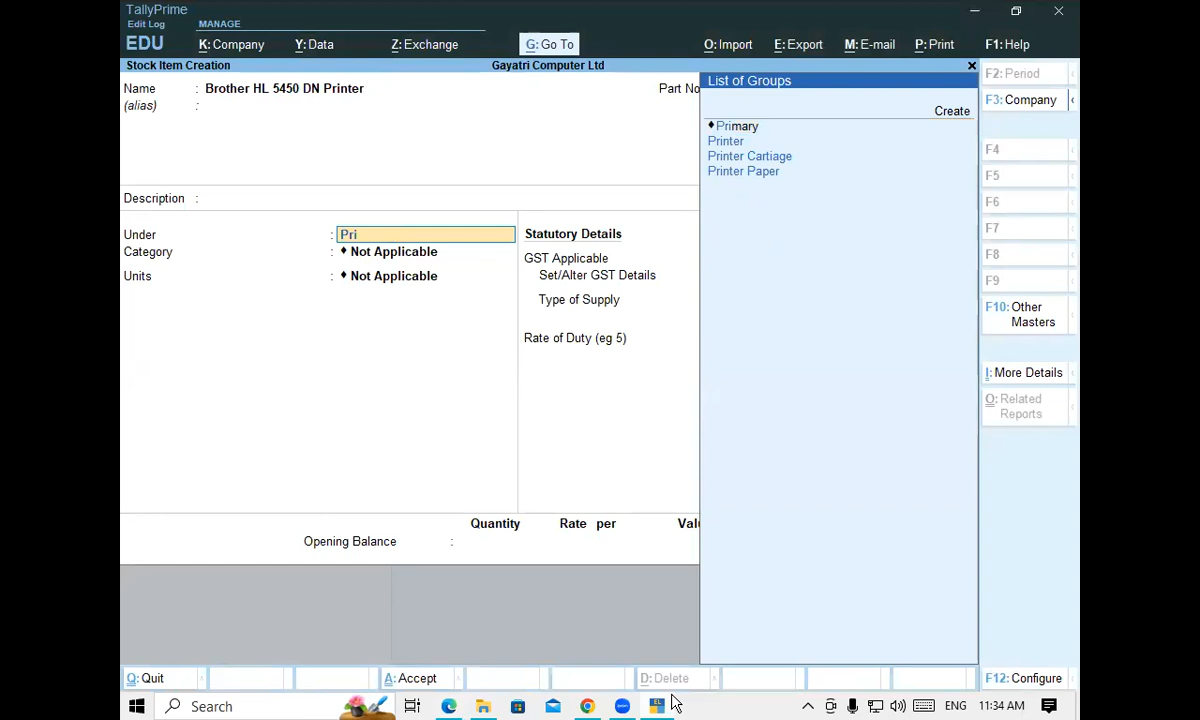 TallyPrime
Edit Log MANAGE
EDU K: Company Y: Data Z: Exchange G: Go To O: Import E: Export M: E-mail P: Print F1: Help
Stock Item Creation Gayatri Computer Ltd
Name : Brother HL 5450 DN Printer Part No
(alias) :
Description :
Under : Pri
Category : ♦ Not Applicable
Units : ♦ Not Applicable
Statutory Details
GST Applicable
Set/Alter GST Details
Type of Supply
Rate of Duty (eg 5)
Quantity Rate per Val
Opening Balance :
List of Groups
Create
♦ Primary
Printer
Printer Cartiage
Printer Paper
F2: Period
F3: Company
F4
F5
F6
F7
F8
F9
F10: Other
Masters
I: More Details
O: Related
Reports
Q: Quit A: Accept D: Delete F12: Configure
Search ENG 11:34 AM